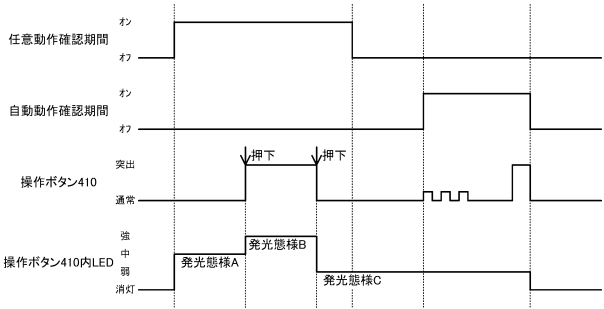 任意動作確認期間
オン
オフ
自動動作確認期間
オン
オフ
操作ボタン410
突出
通常
押下
押下
操作ボタン410内LED
強
中
弱
消灯
発光態様A
発光態様B
発光態様C